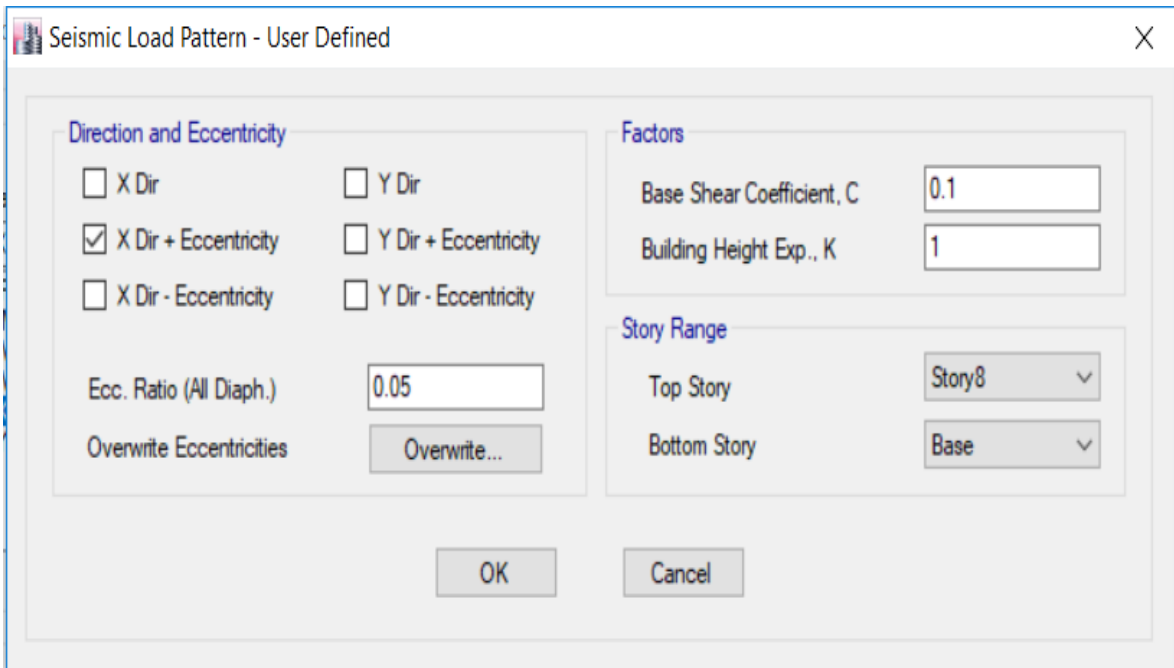 Seismic Load Pattern - User Defined
Direction and Eccentricity
X Dir
Y Dir
X Dir + Eccentricity
Y Dir + Eccentricity
X Dir - Eccentricity
Y Dir - Eccentricity
Ecc. Ratio (All Diaph.)
0.05
Overwrite Eccentricities
Overwrite...
Factors
Base Shear Coefficient, C
0.1
Building Height Exp., K
1
Story Range
Top Story
Story8
Bottom Story
Base
OK
Cancel